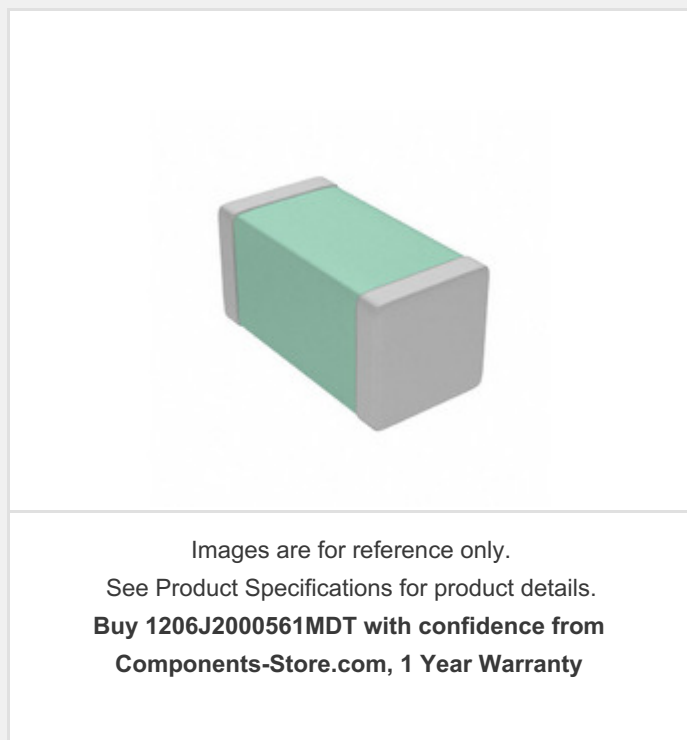 Images are for reference only.
See Product Specifications for product details.
Buy 1206J2000561MDT with confidence from
Components-Store.com, 1 Year Warranty